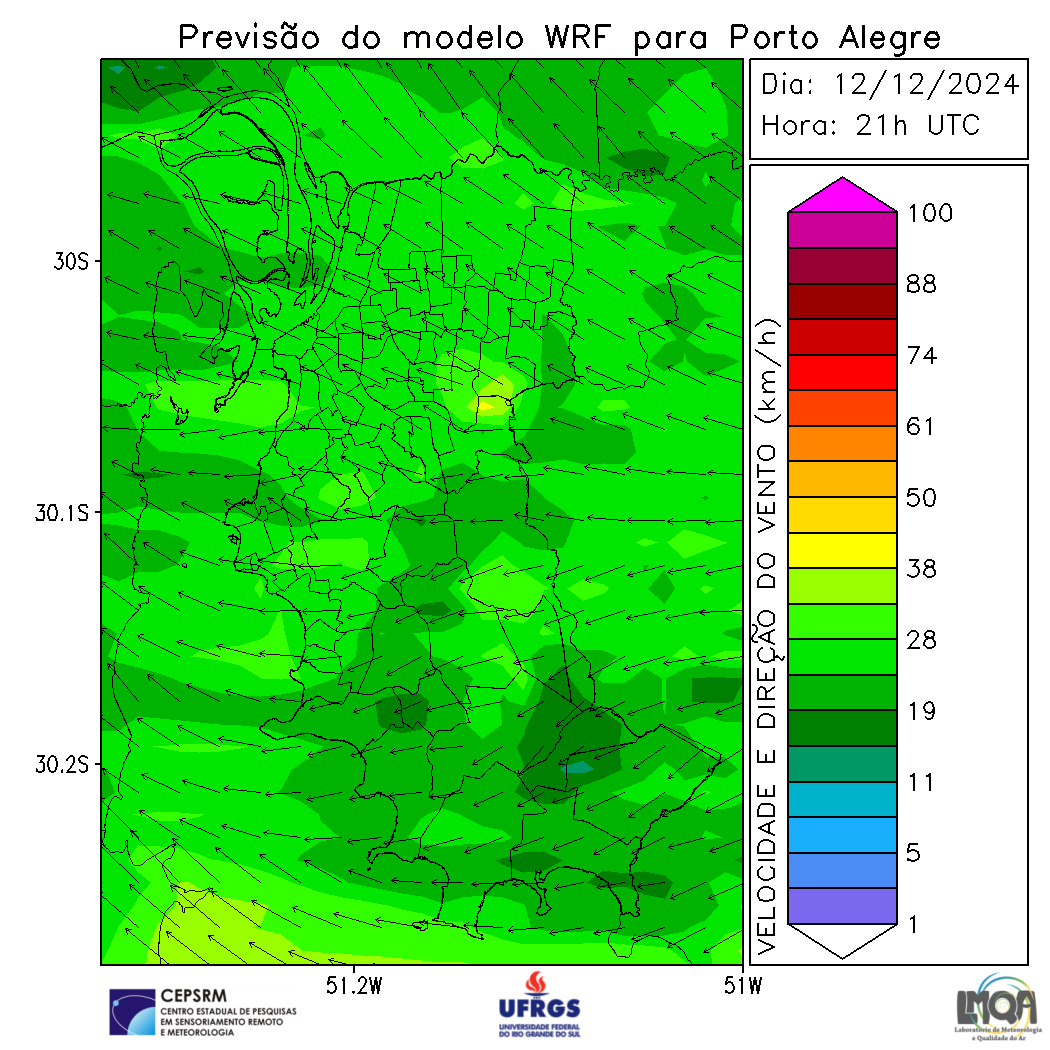 Previsão do modelo WRF para Porto Alegre
Dia: 12/12/2024
Hora: 21h UTC
30S
30.1S
30.2S
51.2W
51W
VELOCIDADE E DIREÇÃO DO VENTO (km/h)
100
88
74
61
50
38
28
19
11
5
1
CEPSRM
CENTRO ESTADUAL DE PESQUISAS
EM SENSORIAMENTO REMOTO
E METEOROLOGIA
UFRGS
UNIVERSIDADE FEDERAL
DO RIO GRANDE DO SUL
LMQA
Laboratório de Meteorologia
e Qualidade do Ar